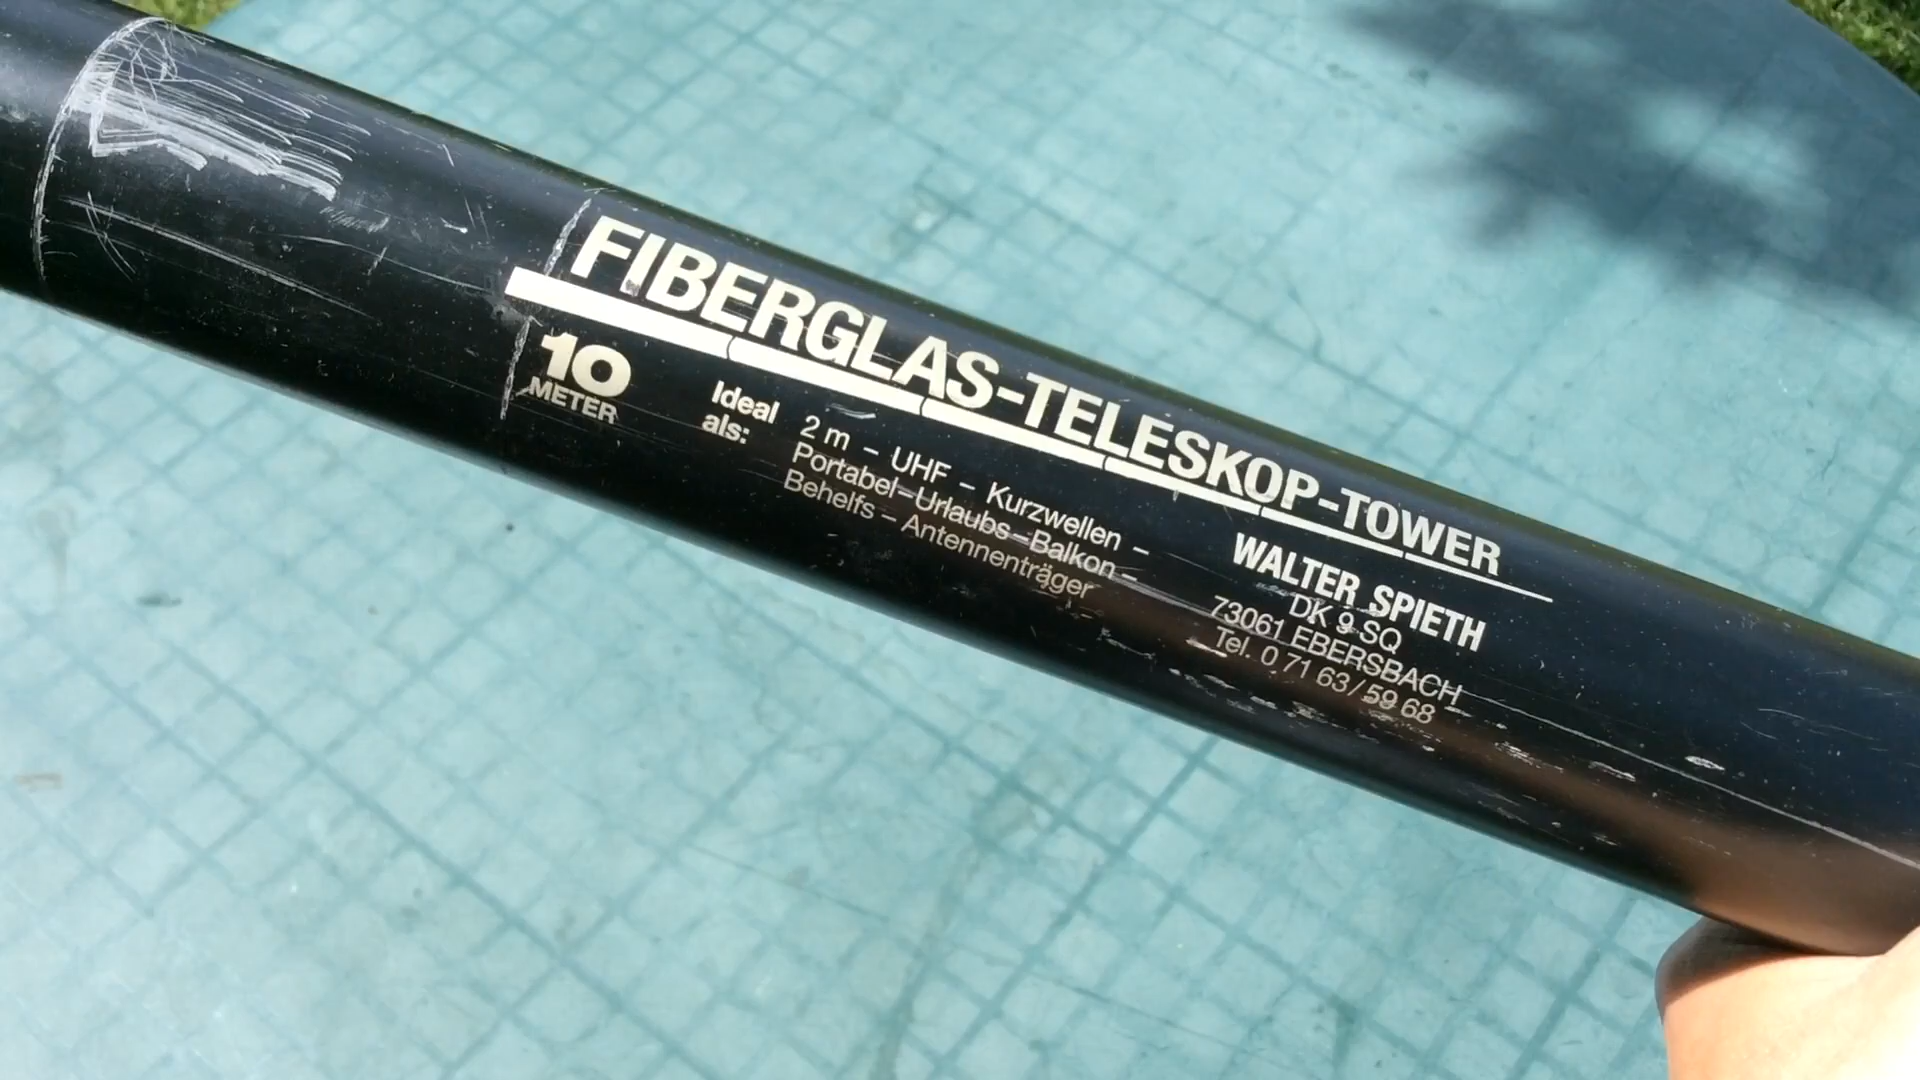 FIBERGLAS-TELESKOP-TOWER
10
METER
Ideal
als:
2 m – UHF – Kurzwellen –
Portabel–Urlaubs–Balkon–
Behelfs–Antennenträger
WALTER SPIETH
DK 9 SQ
73061 EBERSBACH
Tel. 0 71 63/59 68